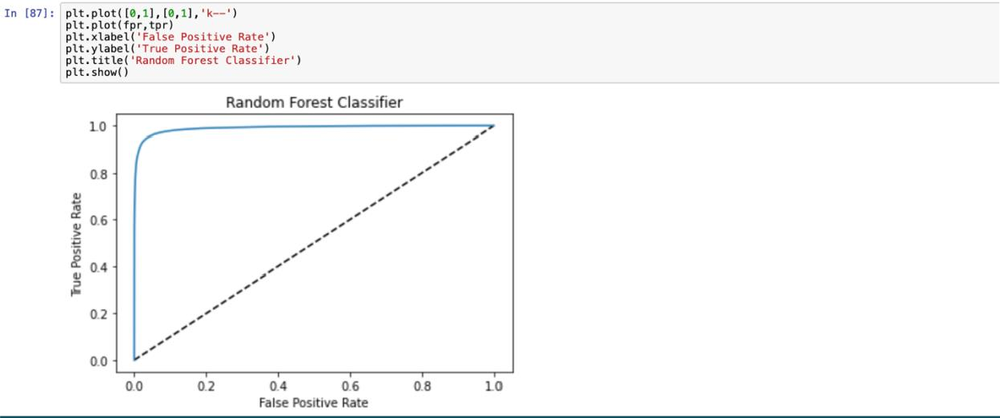 In [87]: plt.plot([0,1],[0,1],'k--')
plt.plot(fpr,tpr)
plt.xlabel('False Positive Rate')
plt.ylabel('True Positive Rate')
plt.title('Random Forest Classifier')
plt.show()
Random Forest Classifier
True Positive Rate
1.0
0.8
0.6
0.4
0.2
0.0
0.0 0.2 0.4 0.6 0.8 1.0
False Positive Rate